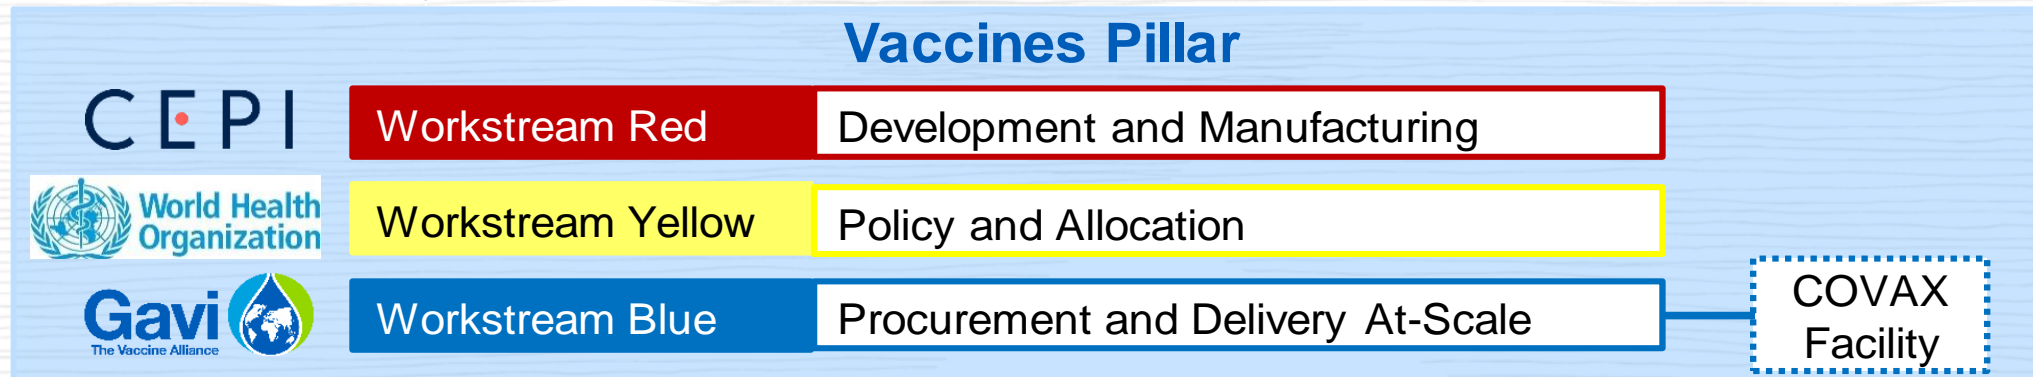 Vaccines Pillar
CEPI
Workstream Red
Development and Manufacturing
World Health
Organization
Workstream Yellow
Policy and Allocation
Gavi
The Vaccine Alliance
Workstream Blue
Procurement and Delivery At-Scale
COVAX
Facility